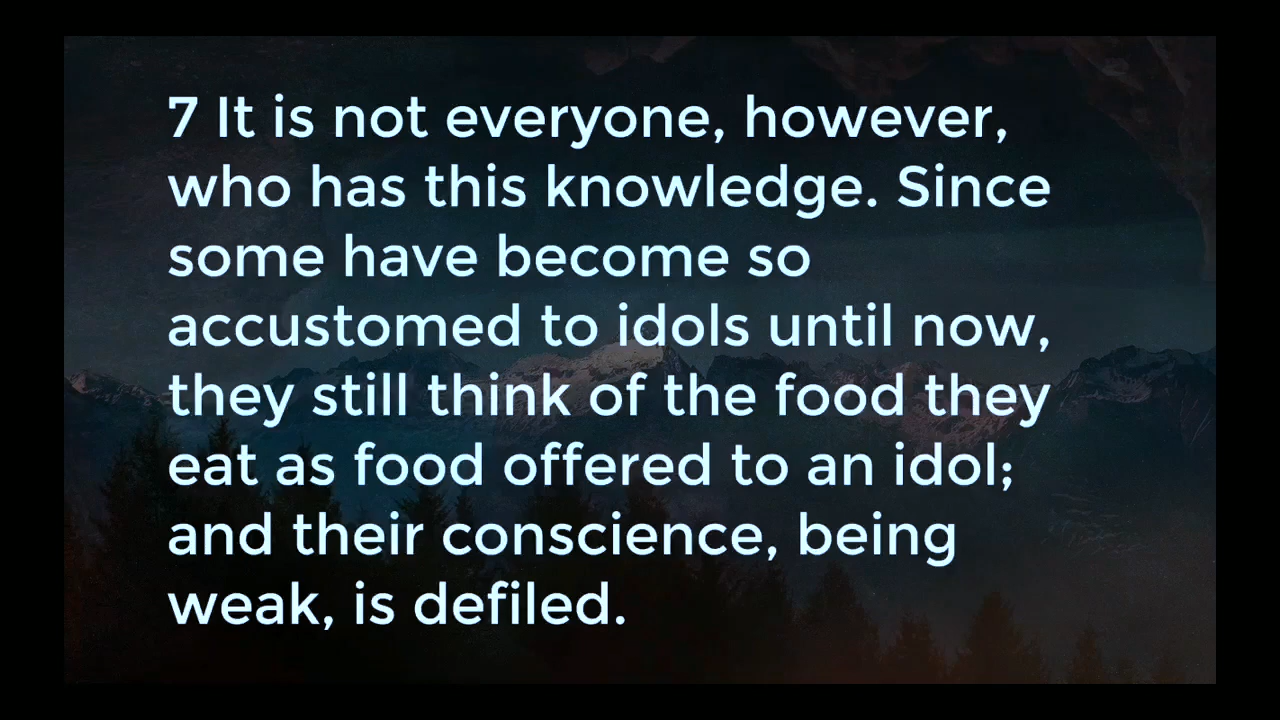 7 It is not everyone, however,
who has this knowledge. Since
some have become so
accustomed to idols until now,
they still think of the food they
eat as food offered to an idol;
and their conscience, being
weak, is defiled.